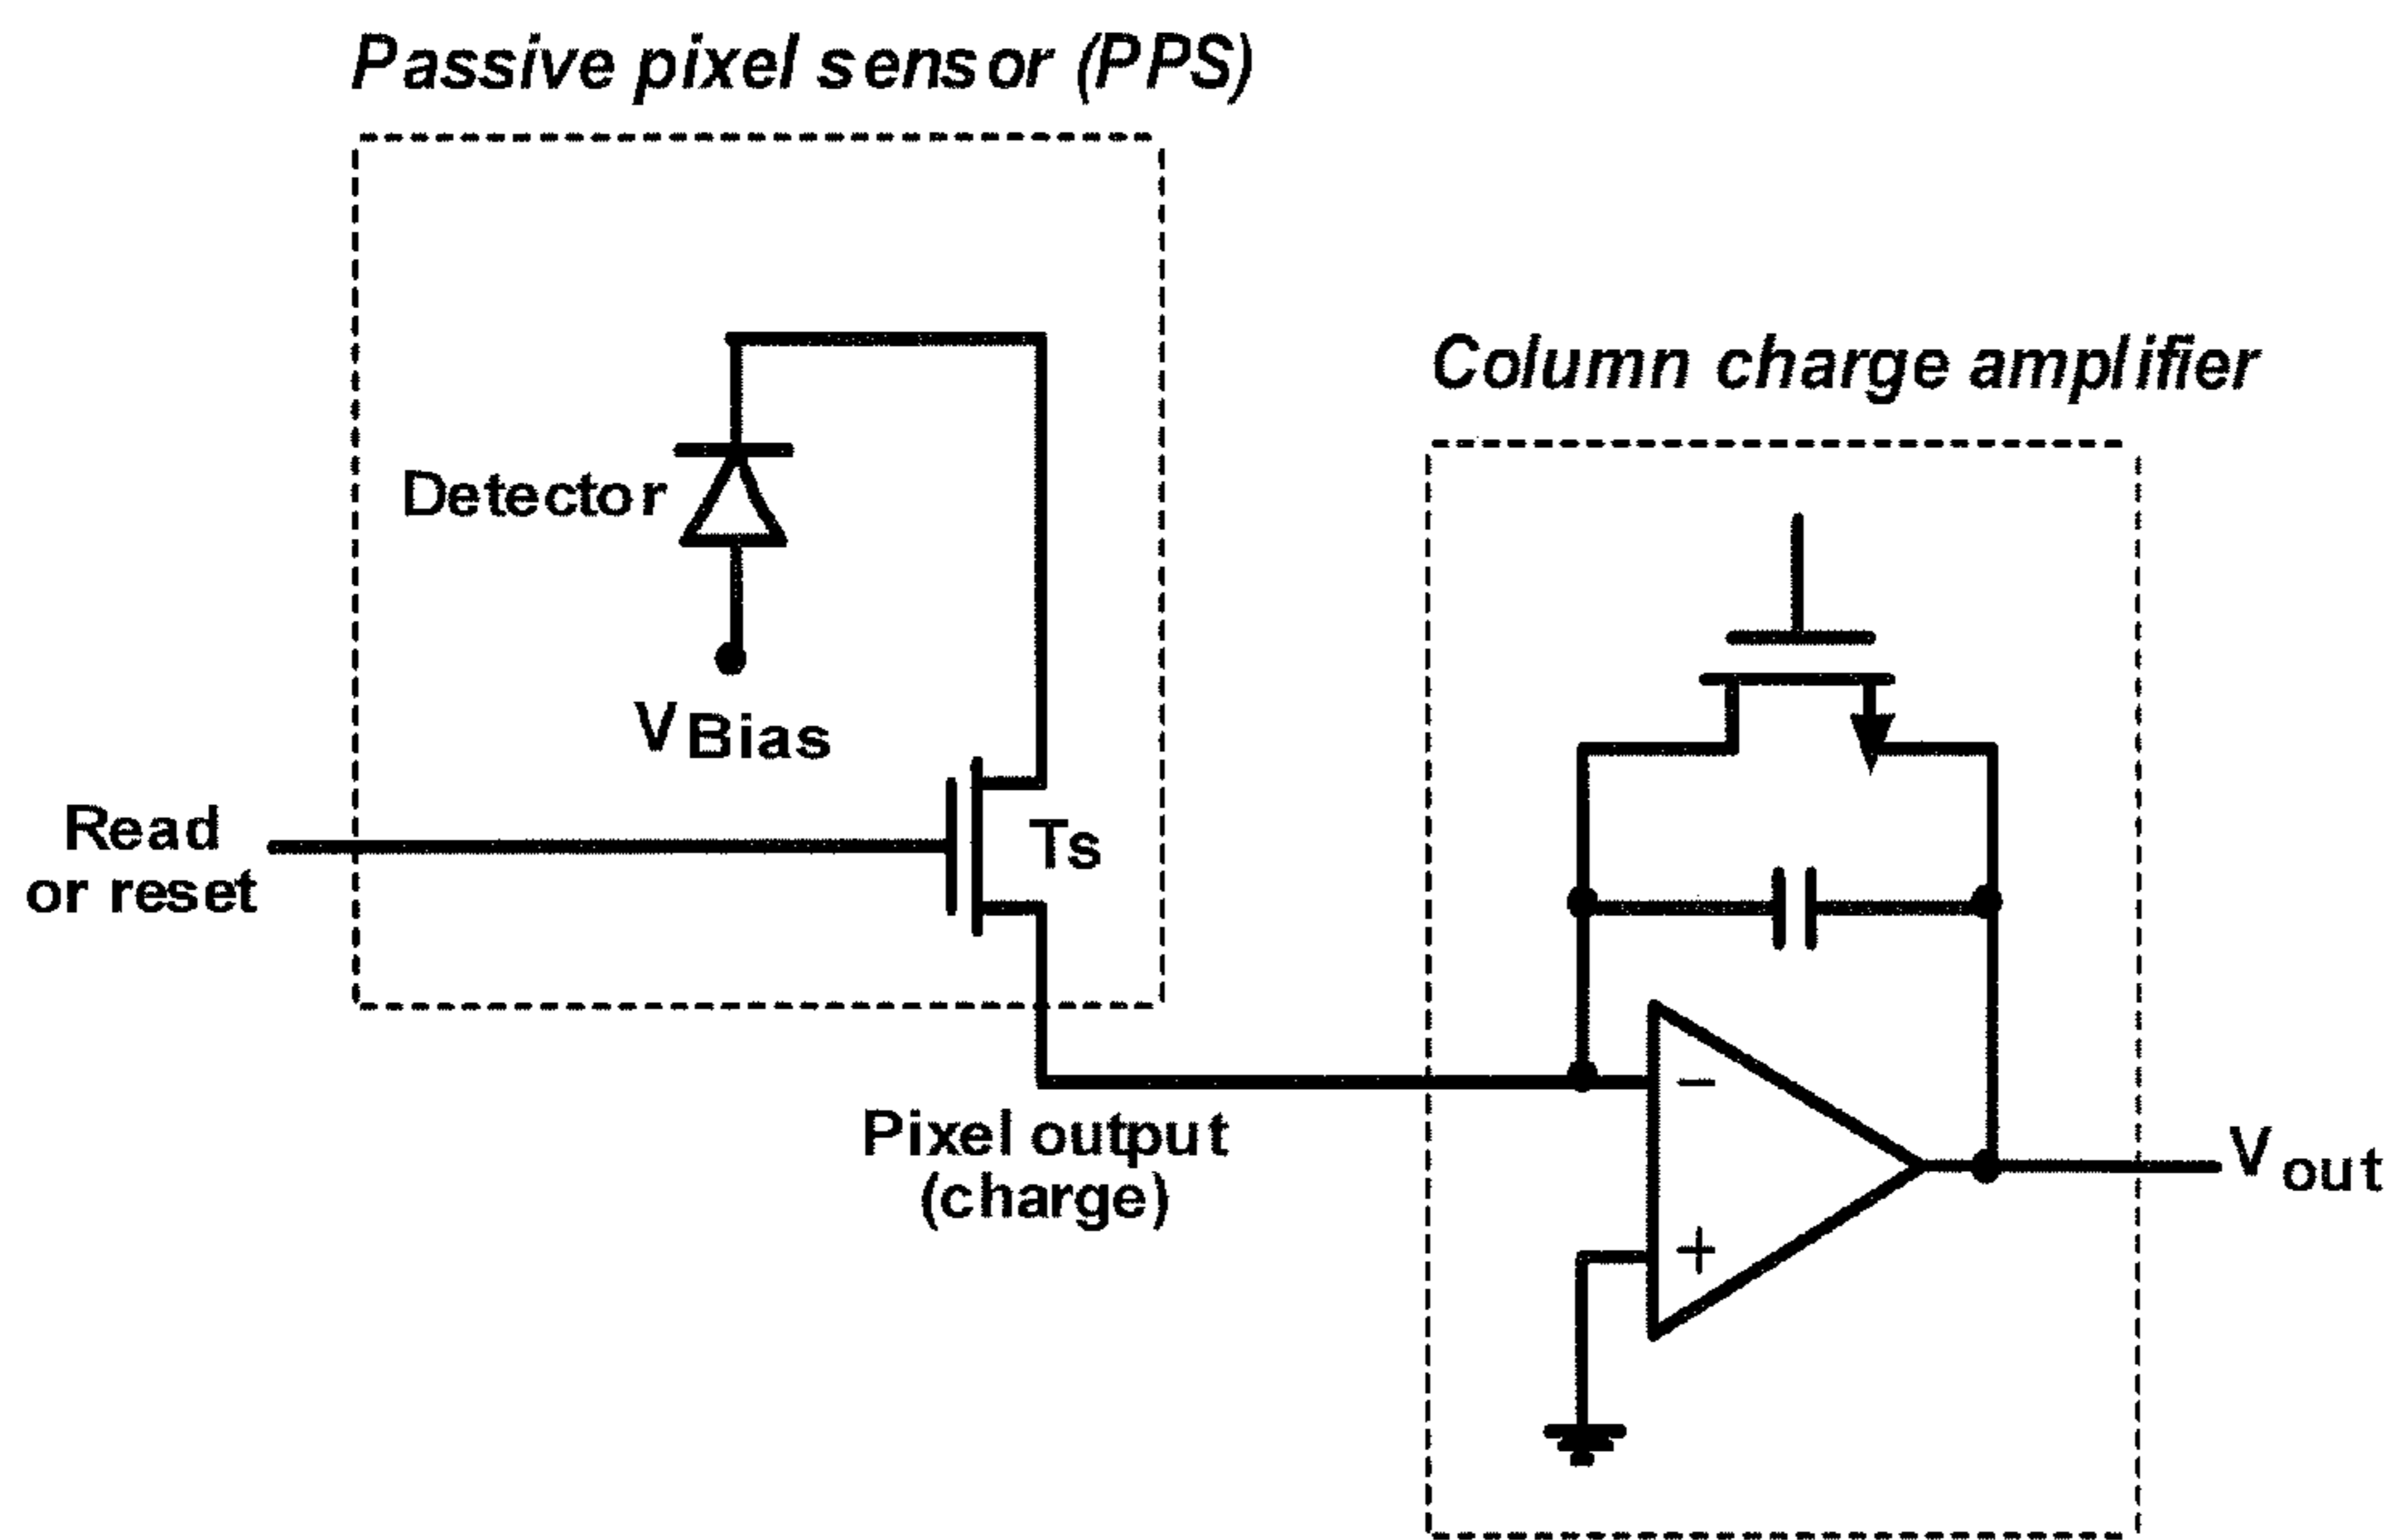 Passive pixel sensor (PPS)
Column charge amplifier
Detector
VBias
Read
or reset
Ts
Pixel output
(charge)
−
+
Vout